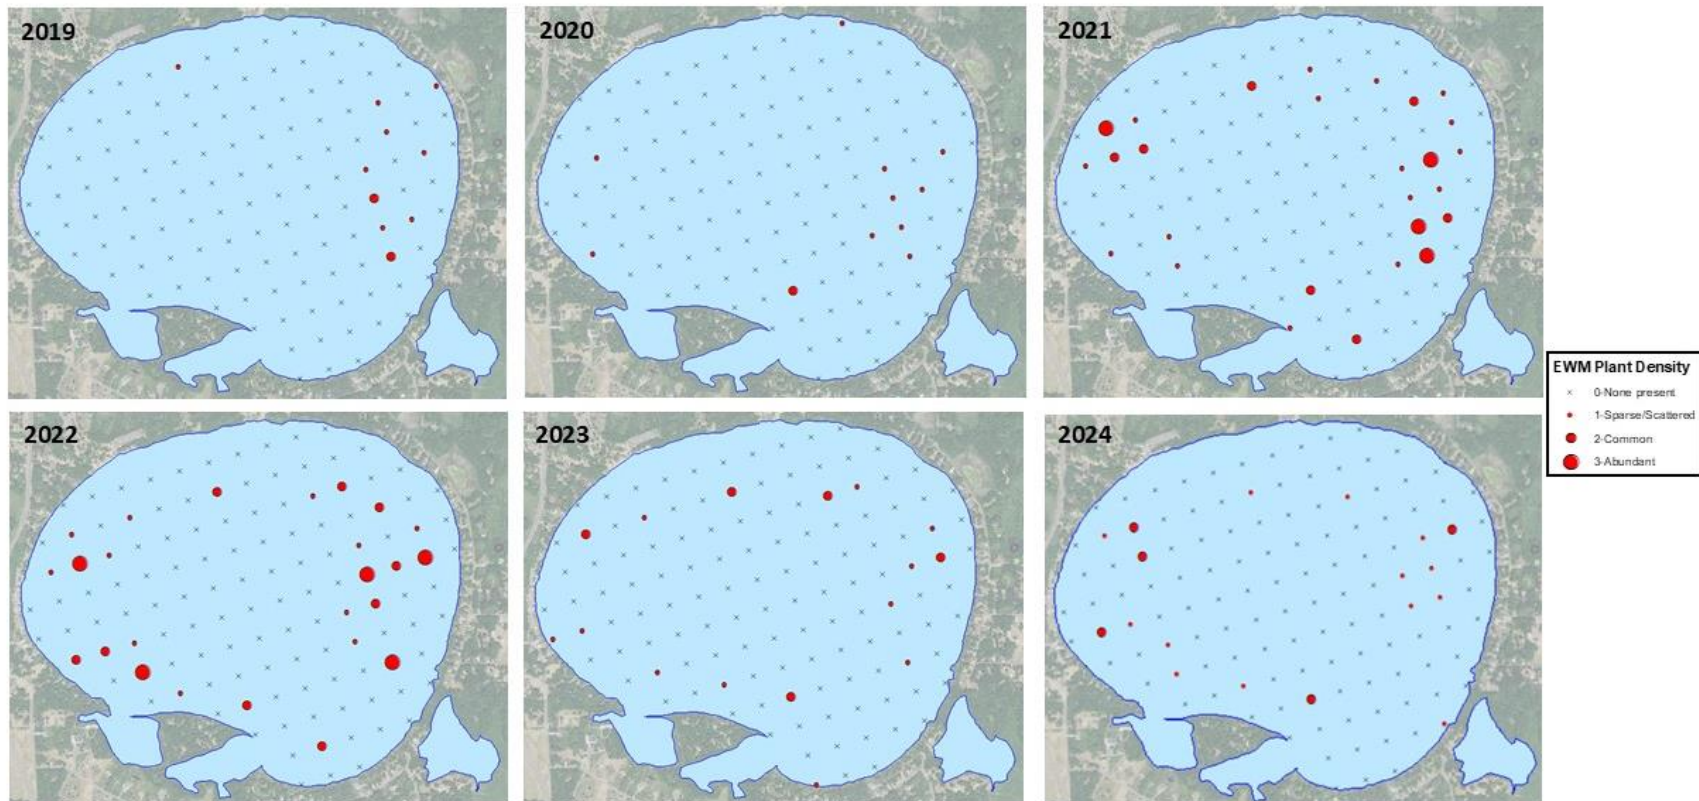 2019
2020
2021
2022
2023
2024
EWM Plant Density
0-None present
1-Sparse/Scattered
2-Common
3-Abundant